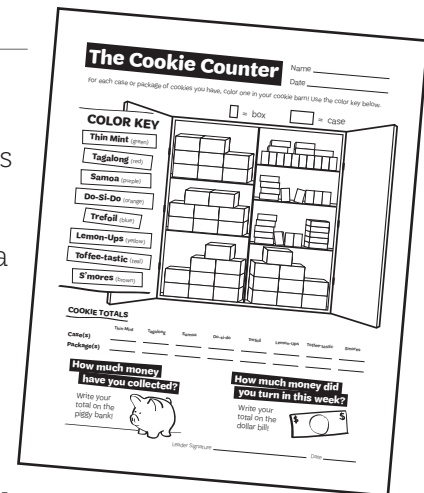 s
a
The Cookie Counter
Name
Date
For each case or package of cookies you have, color one in your cookie barn! Use the color key below.
= box
= case
COLOR KEY
Thin Mint (green)
Tagalong (red)
Samoa (purple)
Do-Si-Do (orange)
Trefoil (blue)
Lemon-Ups (yellow)
Toffee-tastic (teal)
S'mores (brown)
COOKIE TOTALS
Thin Mint Tagalong Samoa Do-si-do Trefoil Lemon-Ups Toffee-tastic S'mores
Case(s)
Package(s)
How much money
have you collected?
Write your
total on the
piggy bank!
How much money did
you turn in this week?
Write your
total on the
dollar bill!
$ $
Leader Signature
Date